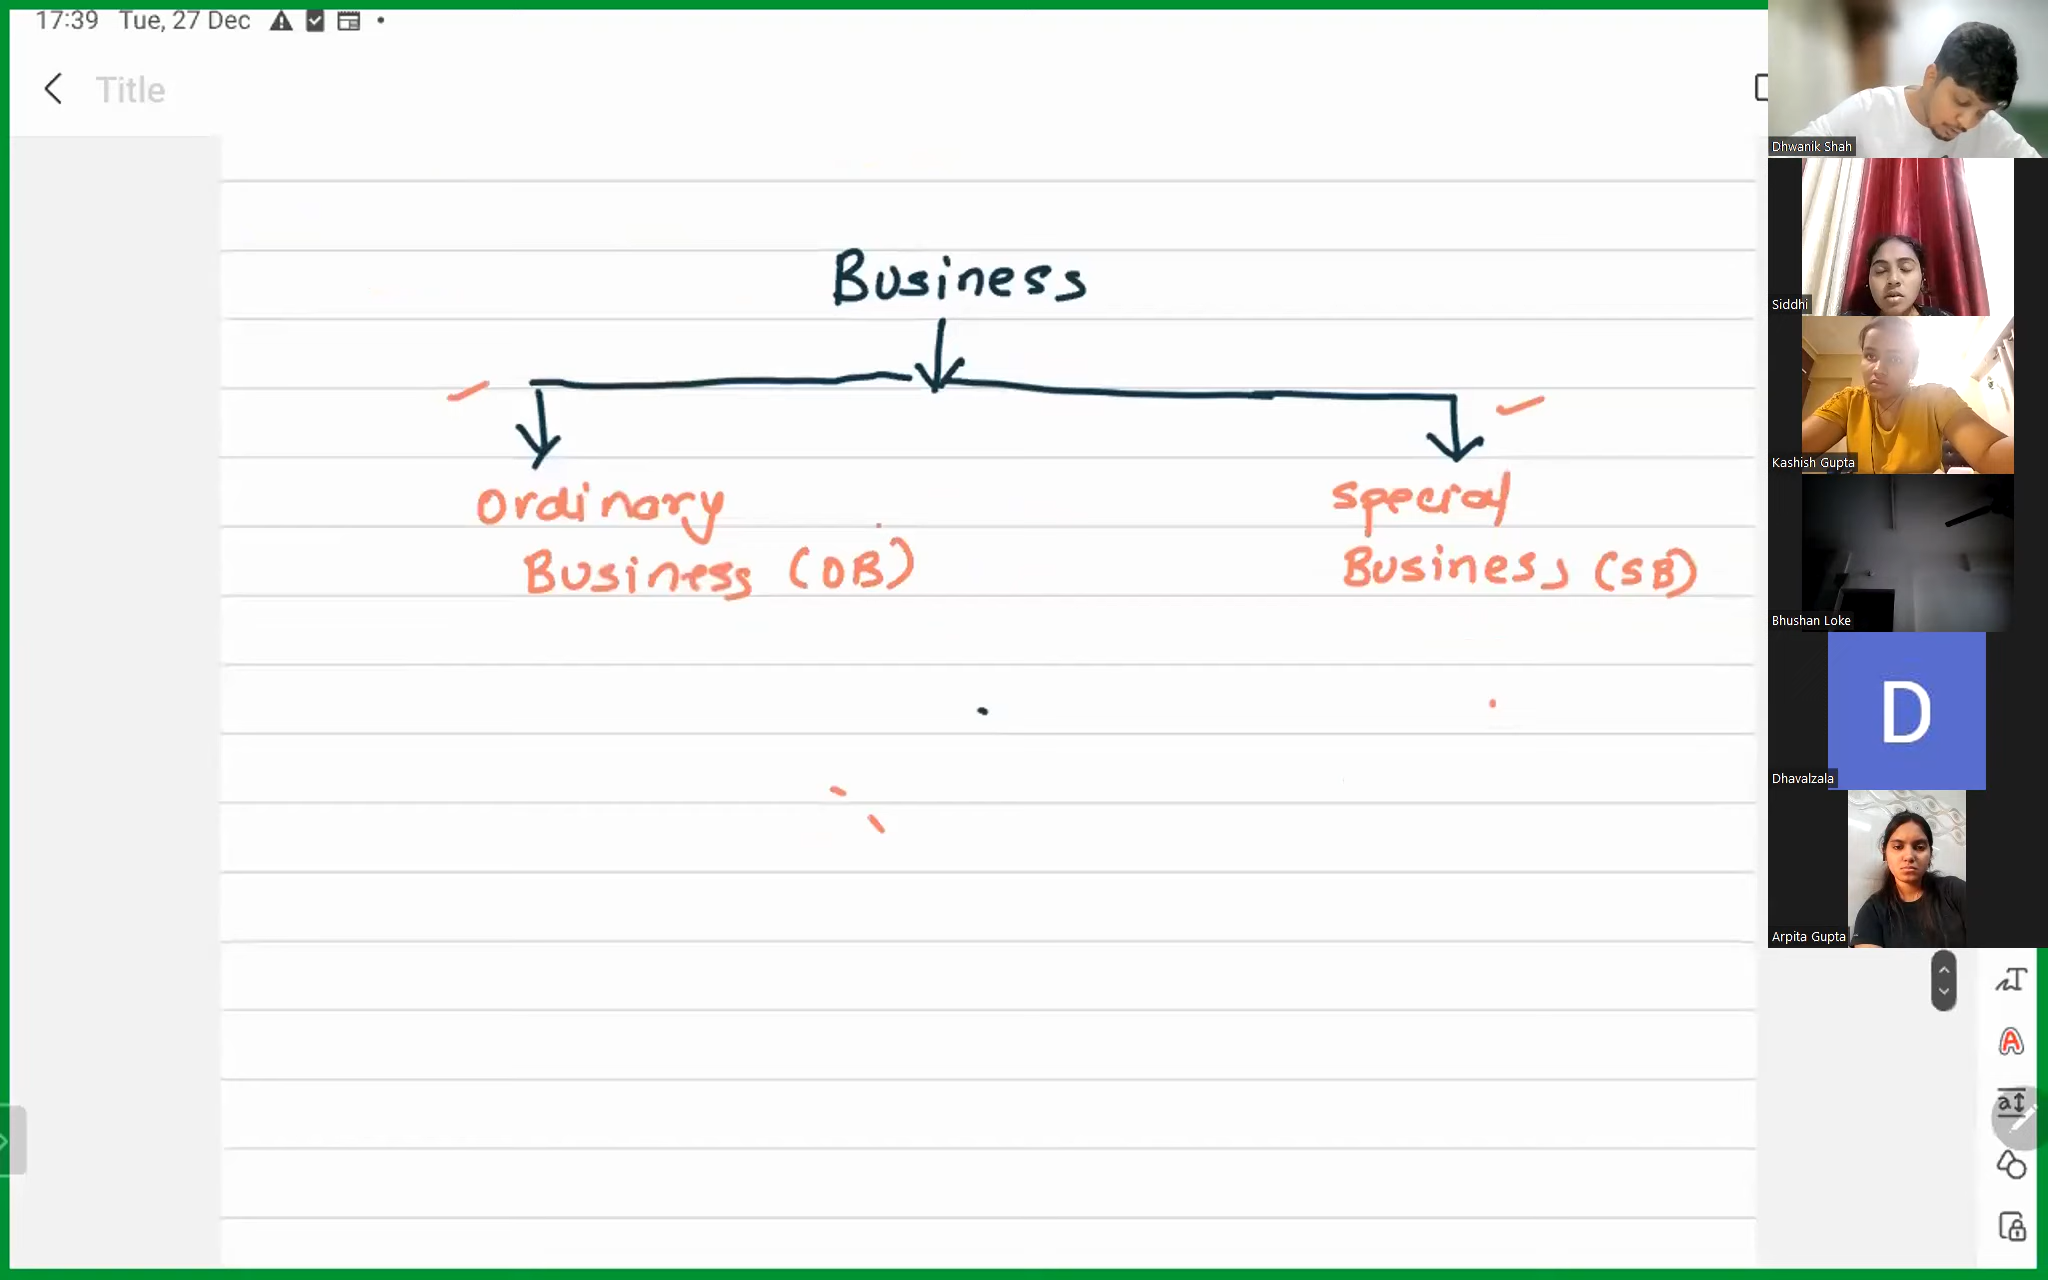 17:39 Tue, 27 Dec
Title
Business
Ordinary
Business (OB)
Special
Business (SB)
Dhwanik Shah
Siddhi
Kashish Gupta
Bhushan Loke
D
Dhavalzala
Arpita Gupta
T
A
a